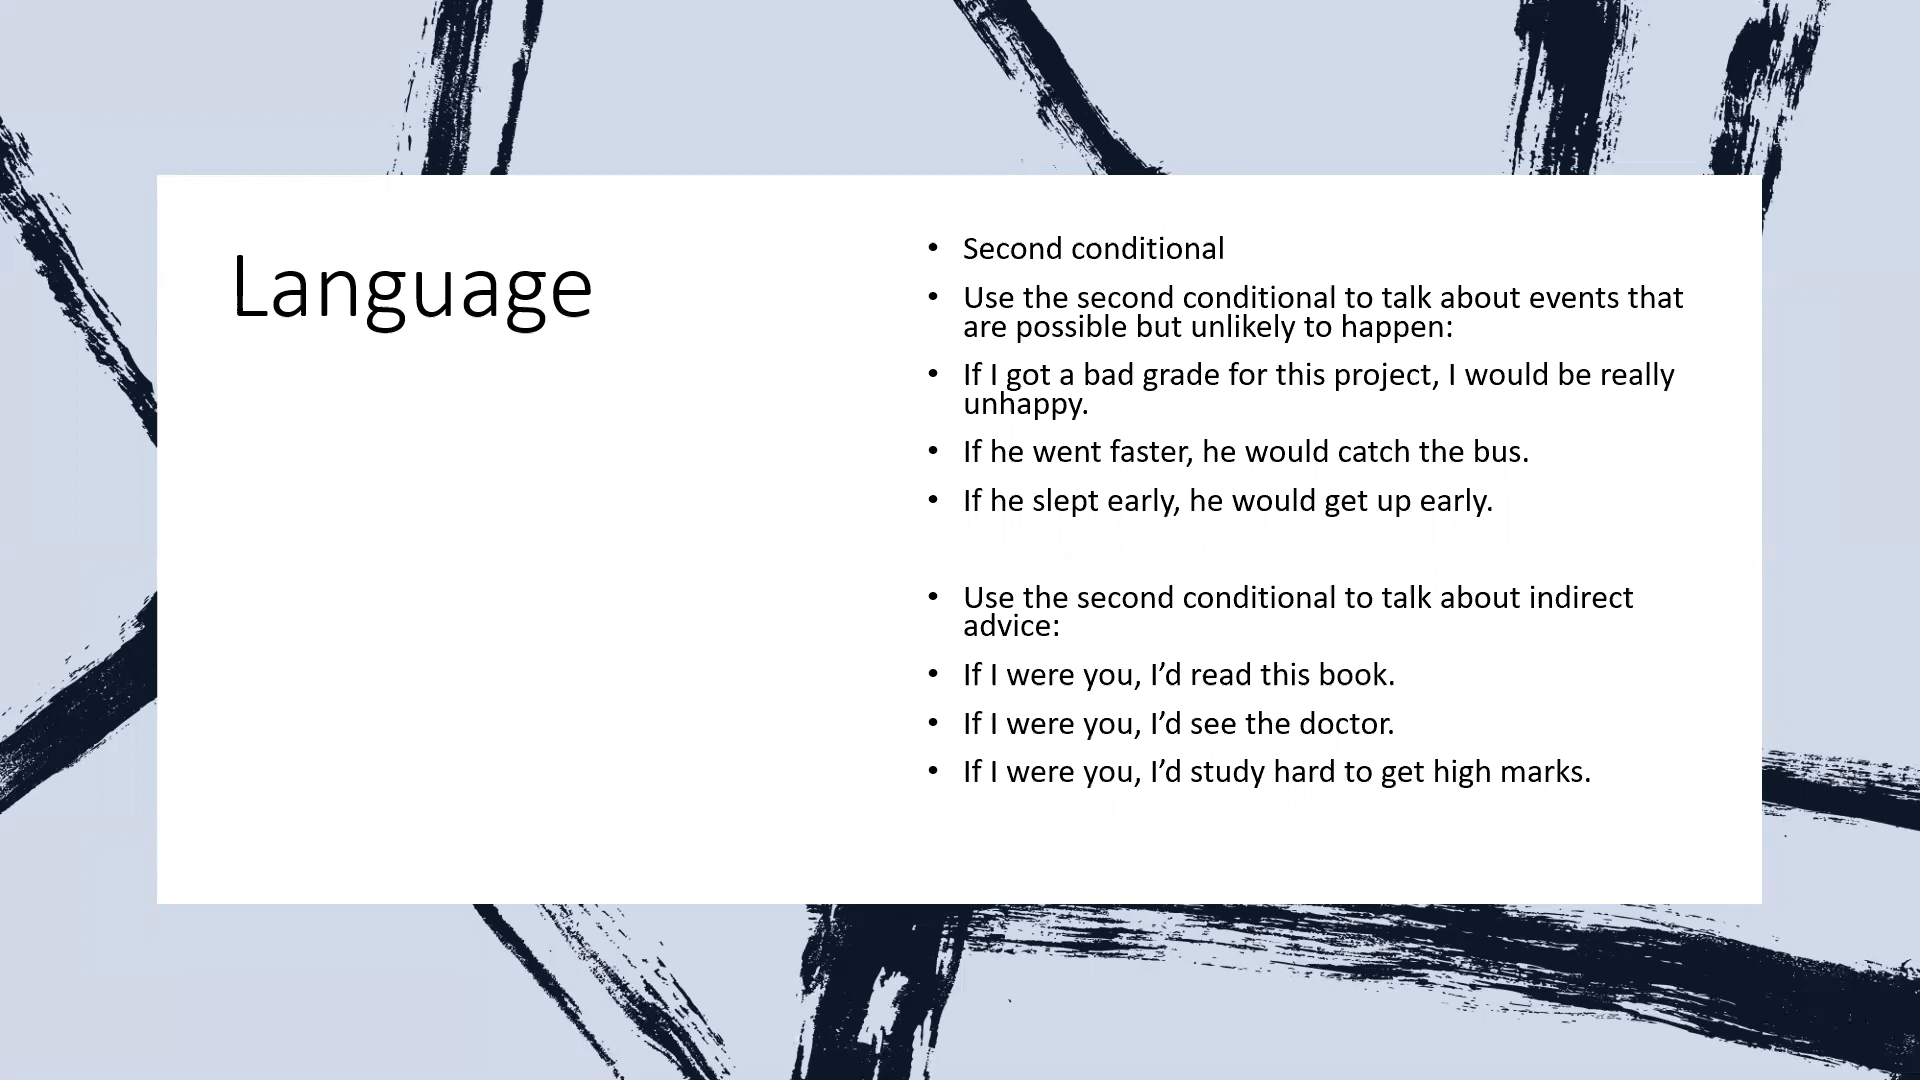 Language
• Second conditional
• Use the second conditional to talk about events that
are possible but unlikely to happen:
• If I got a bad grade for this project, I would be really
unhappy.
• If he went faster, he would catch the bus.
• If he slept early, he would get up early.
• Use the second conditional to talk about indirect
advice:
• If I were you, I’d read this book.
• If I were you, I’d see the doctor.
• If I were you, I’d study hard to get high marks.